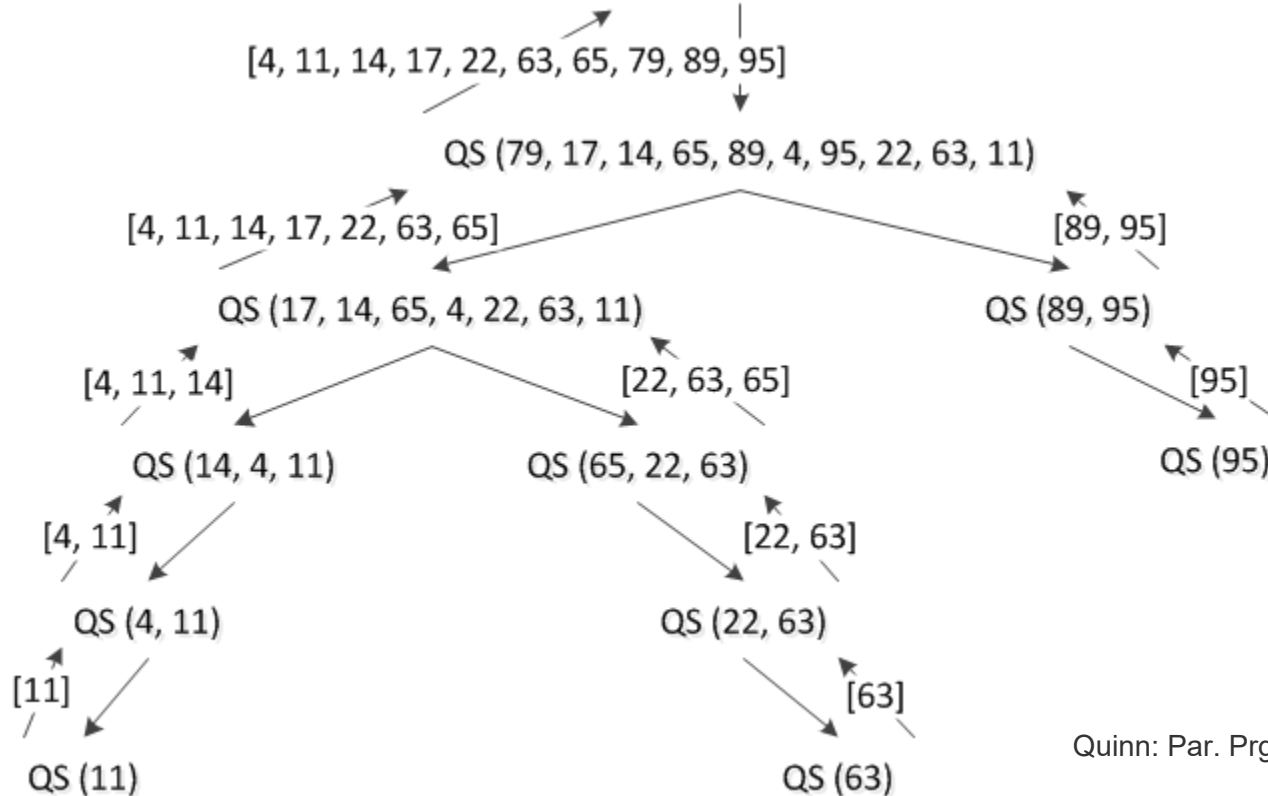 [4, 11, 14, 17, 22, 63, 65, 79, 89, 95]
QS (79, 17, 14, 65, 89, 4, 95, 22, 63, 11)
[4, 11, 14, 17, 22, 63, 65]
[89, 95]
QS (17, 14, 65, 4, 22, 63, 11)
QS (89, 95)
[4, 11, 14]
[22, 63, 65]
[95]
QS (14, 4, 11)
QS (65, 22, 63)
QS (95)
[4, 11]
[22, 63]
QS (4, 11)
QS (22, 63)
[11]
[63]
Quinn: Par. Prg
QS (11)
QS (63)